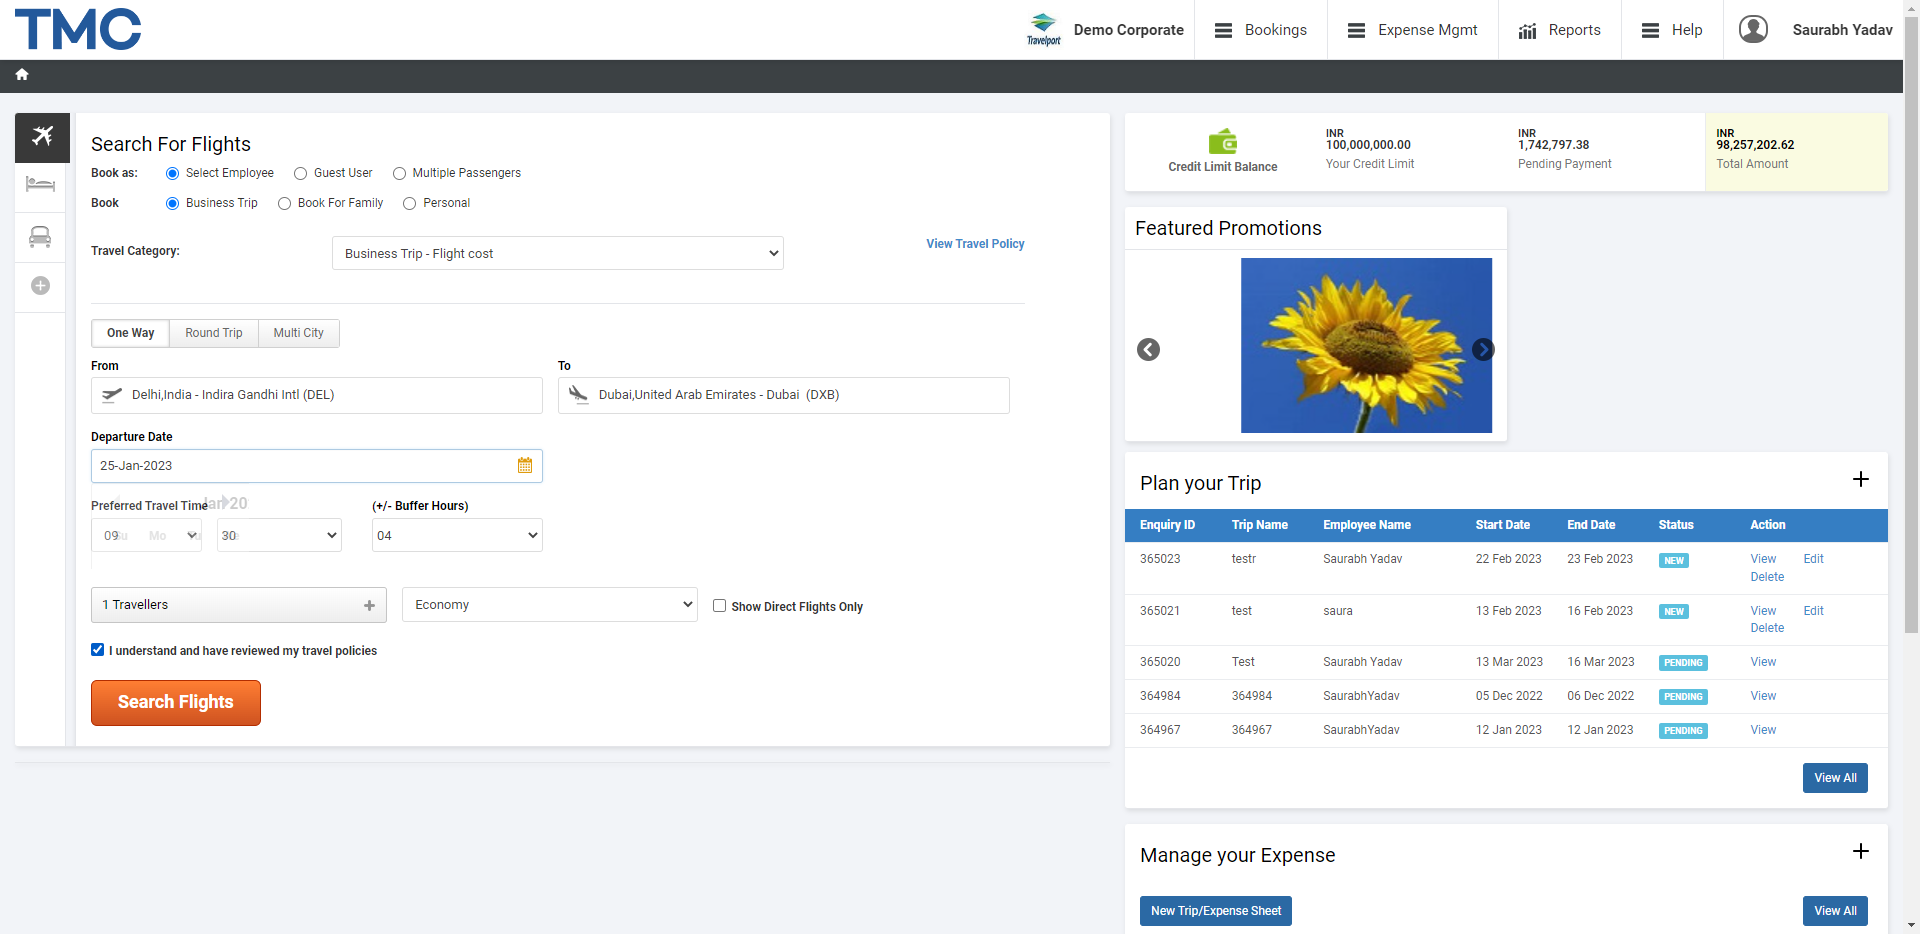 TMC
Travelport
Demo Corporate
Bookings
Expense Mgmt
Reports
Help
Saurabh Yadav
Search For Flights
Book as: Select Employee Guest User Multiple Passengers
Book Business Trip Book For Family Personal
Travel Category: Business Trip - Flight cost View Travel Policy
One Way Round Trip Multi City
From To
Delhi,India - Indira Gandhi Intl (DEL) Dubai,United Arab Emirates - Dubai (DXB)
Departure Date
25-Jan-2023
Preferred Travel Time (+/- Buffer Hours)
09 30 04
1 Travellers Economy Show Direct Flights Only
I understand and have reviewed my travel policies
Search Flights
Credit Limit Balance
INR
100,000,000.00
Your Credit Limit
INR
1,742,797.38
Pending Payment
INR
98,257,202.62
Total Amount
Featured Promotions
Plan your Trip
Enquiry ID Trip Name Employee Name Start Date End Date Status Action
365023 testr Saurabh Yadav 22 Feb 2023 23 Feb 2023 NEW View Edit
Delete
365021 test saura 13 Feb 2023 16 Feb 2023 NEW View Edit
Delete
365020 Test Saurabh Yadav 13 Mar 2023 16 Mar 2023 PENDING View
364984 364984 SaurabhYadav 05 Dec 2022 06 Dec 2022 PENDING View
364967 364967 SaurabhYadav 12 Jan 2023 12 Jan 2023 PENDING View
View All
Manage your Expense
New Trip/Expense Sheet View All